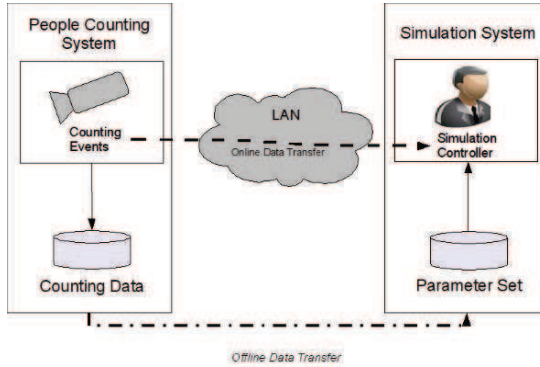 People Counting
System
Counting
Events
Counting Data
LAN
Online Data Transfer
Simulation System
Simulation
Controller
Parameter Set
Offline Data Transfer